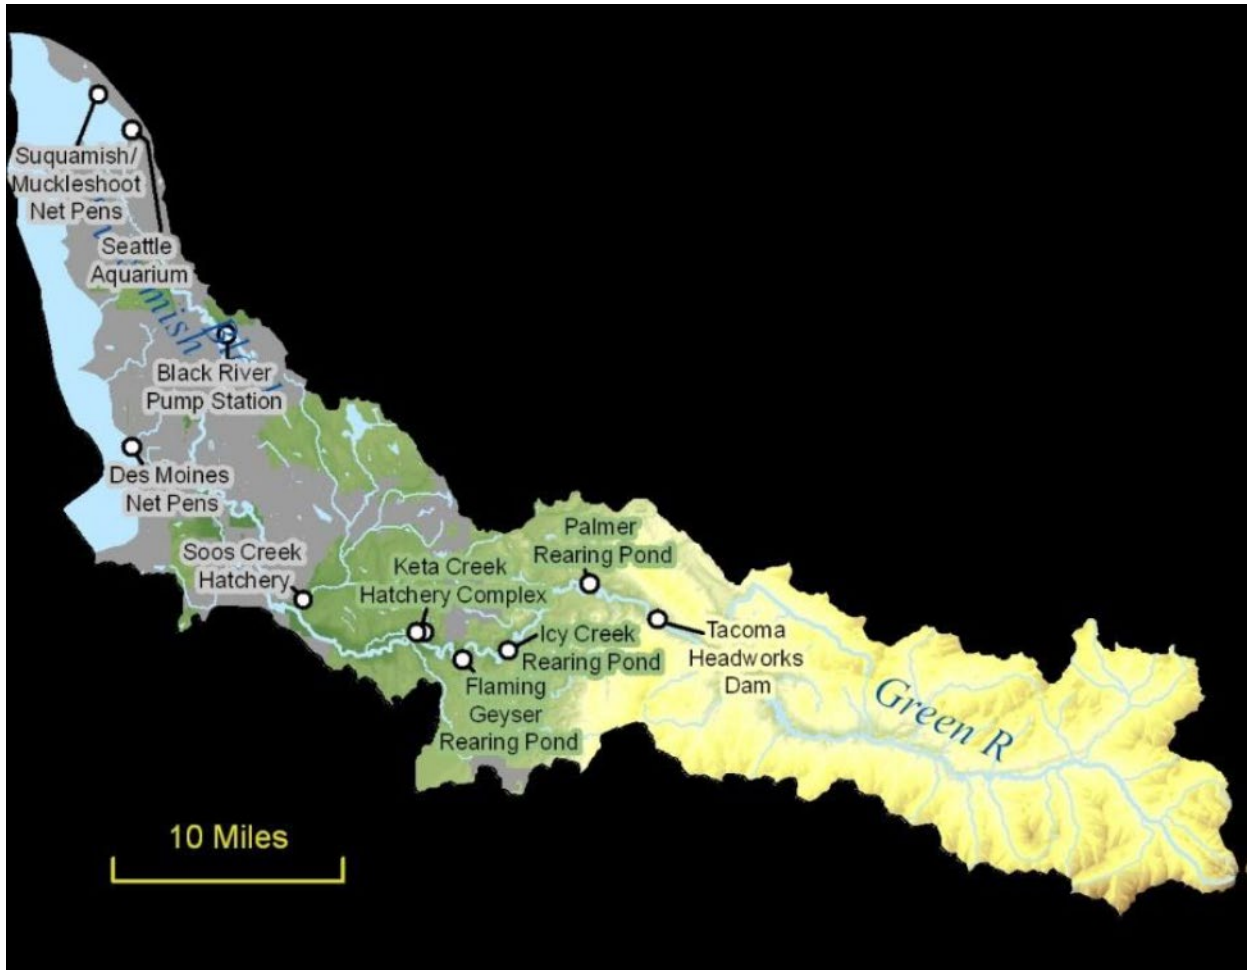 Suquamish/
Muckleshoot
Net Pens
Seattle
Aquarium
mish
Black River
Pump Station
Des Moines
Net Pens
Soos Creek
Hatchery
Keta Creek
Hatchery Complex
Palmer
Rearing Pond
Icy Creek
Rearing Pond
Flaming
Geyser
Rearing Pond
Tacoma
Headworks
Dam
Green R
10 Miles